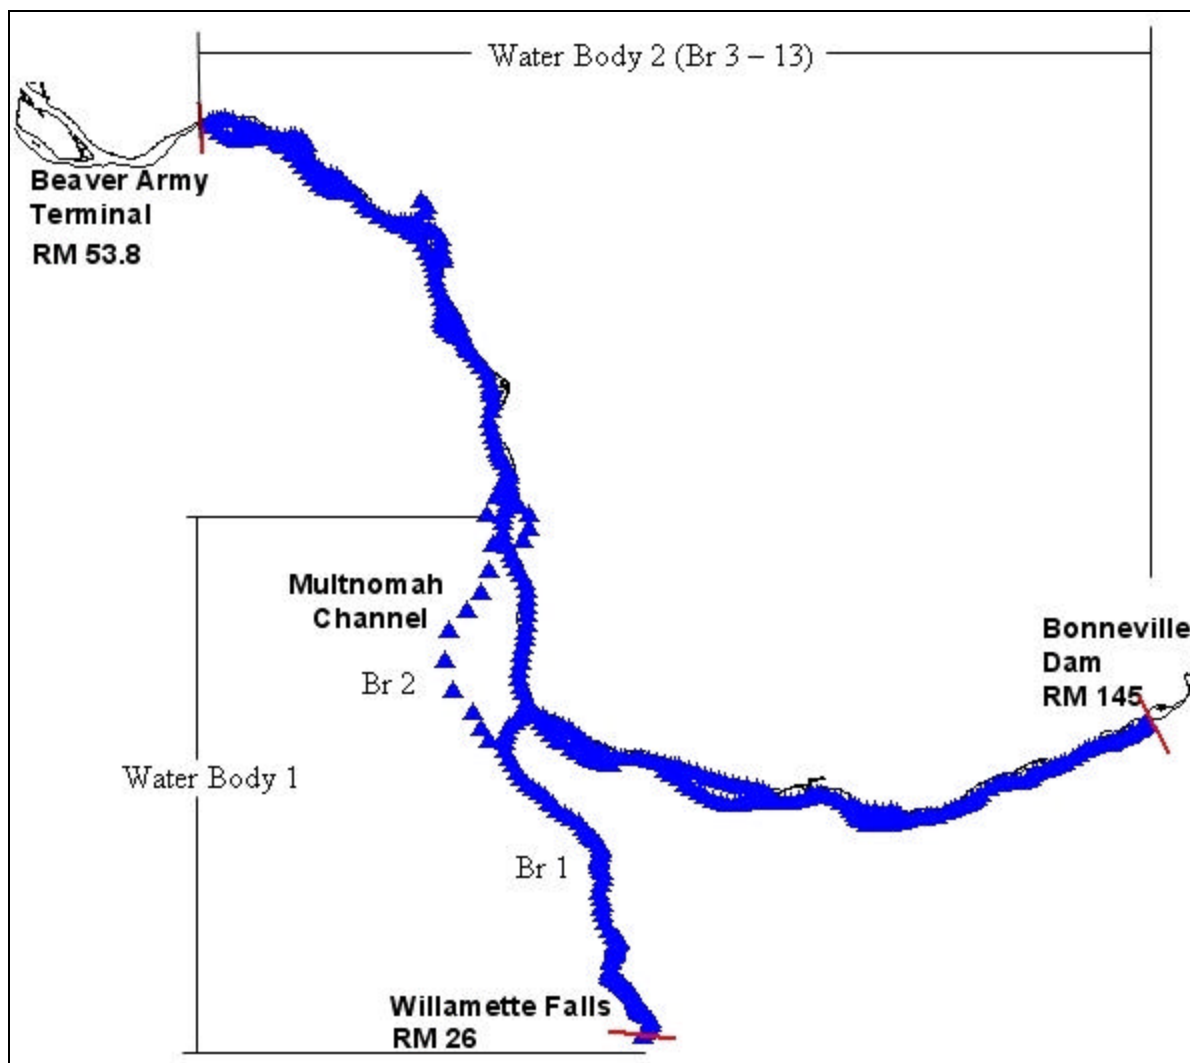 Water Body 2 (Br 3 – 13)
Beaver Army
Terminal
RM 53.8
Multnomah
Channel
Br 2
Bonneville
Dam
RM 145
Water Body 1
Br 1
Willamette Falls
RM 26